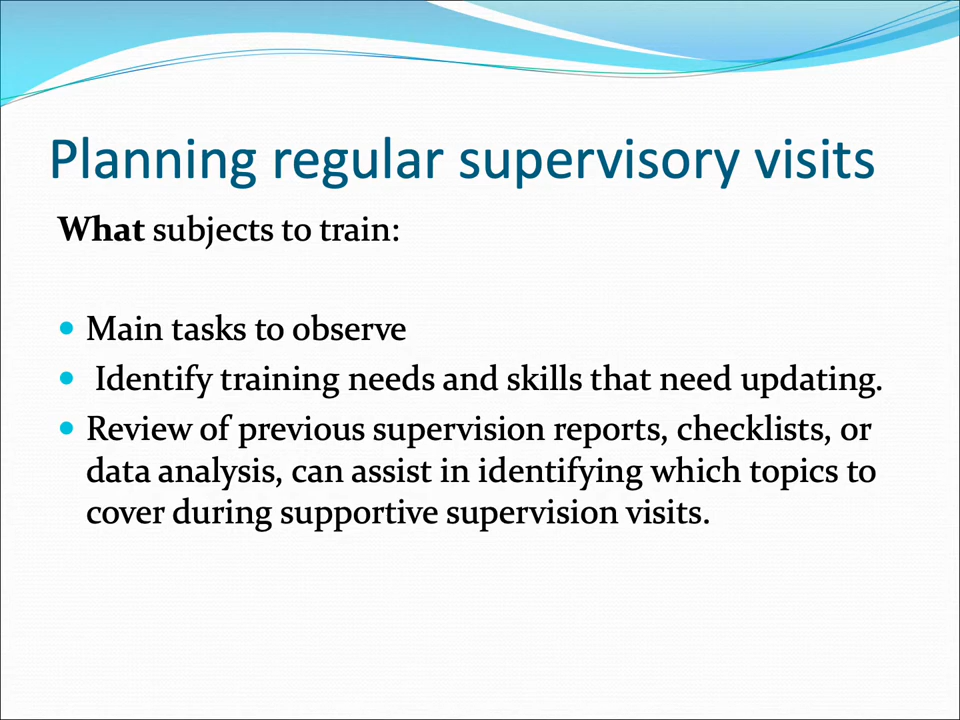 Planning regular supervisory visits
What subjects to train:
• Main tasks to observe
• Identify training needs and skills that need updating.
• Review of previous supervision reports, checklists, or
data analysis, can assist in identifying which topics to
cover during supportive supervision visits.